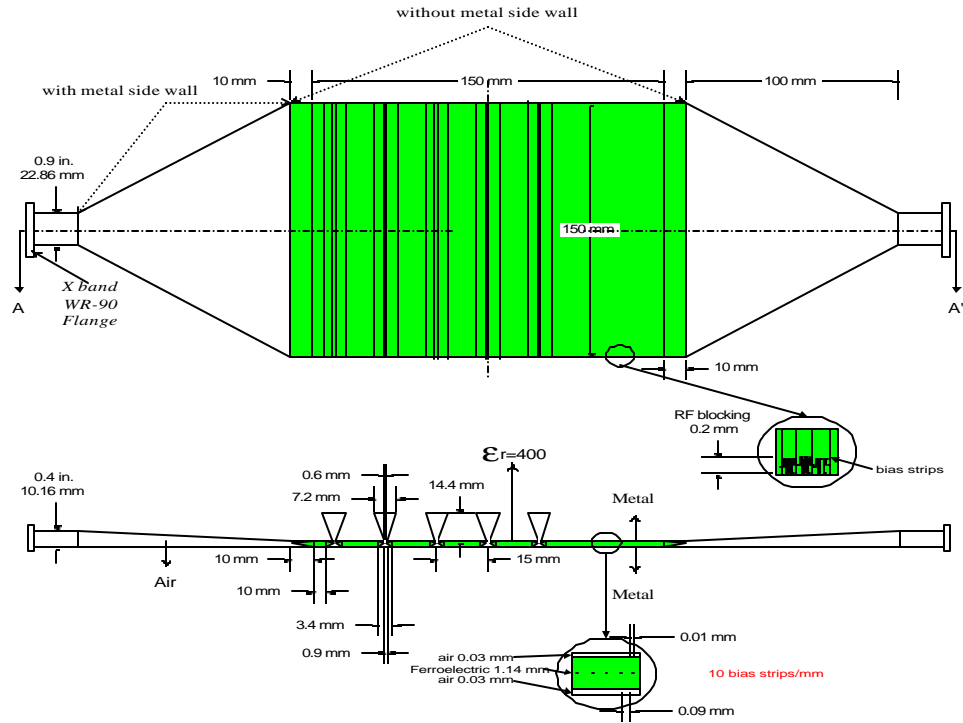 without metal side wall
10 mm
150 mm
100 mm
with metal side wall
0.9 in.
22.86 mm
150 mm
A
X band
WR-90
Flange
A'
10 mm
RF blocking
0.2 mm
bias strips
εr=400
0.6 mm
7.2 mm
14.4 mm
0.4 in.
10.16 mm
Metal
10 mm
15 mm
Air
10 mm
Metal
3.4 mm
0.01 mm
0.9 mm
air 0.03 mm
Ferroelectric 1.14 mm
air 0.03 mm
10 bias strips/mm
0.09 mm